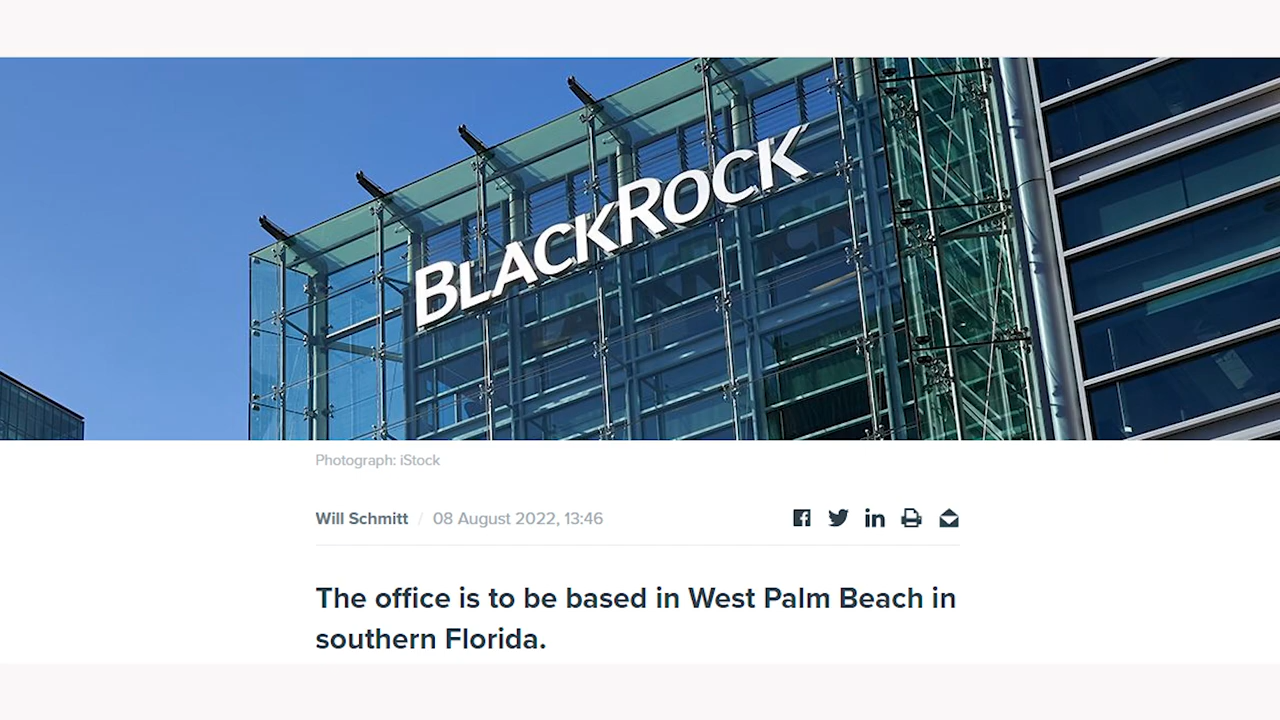 BLACKROCK
Photograph: iStock
Will Schmitt / 08 August 2022, 13:46
The office is to be based in West Palm Beach in
southern Florida.